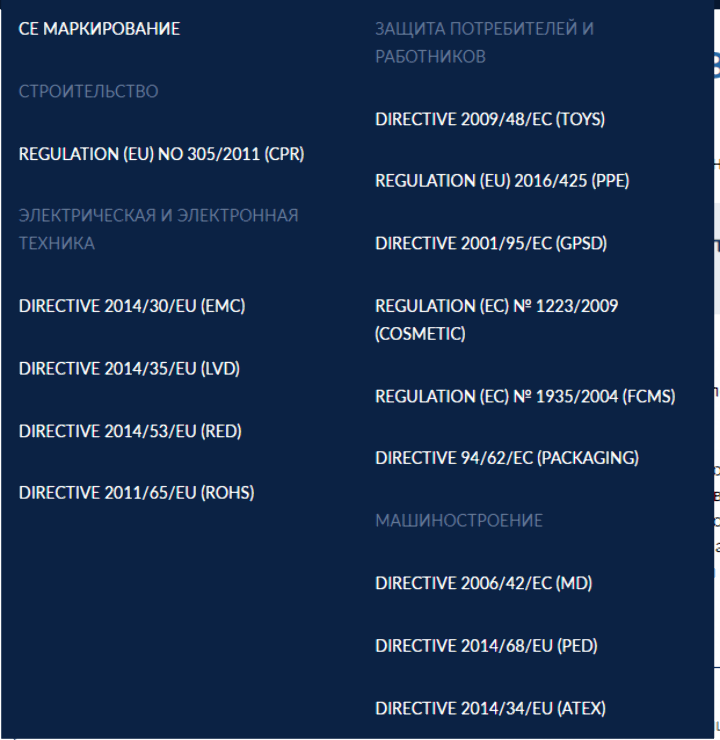 СЕ МАРКИРОВАНИЕ
СТРОИТЕЛЬСТВО
REGULATION (EU) NO 305/2011 (CPR)
ЭЛЕКТРИЧЕСКАЯ И ЭЛЕКТРОННАЯ
ТЕХНИКА
DIRECTIVE 2014/30/EU (EMC)
DIRECTIVE 2014/35/EU (LVD)
DIRECTIVE 2014/53/EU (RED)
DIRECTIVE 2011/65/EU (ROHS)
ЗАЩИТА ПОТРЕБИТЕЛЕЙ И
РАБОТНИКОВ
DIRECTIVE 2009/48/EC (TOYS)
REGULATION (EU) 2016/425 (PPE)
DIRECTIVE 2001/95/EC (GPSD)
REGULATION (EC) № 1223/2009
(COSMETIC)
REGULATION (EC) № 1935/2004 (FCMS)
DIRECTIVE 94/62/EC (PACKAGING)
МАШИНОСТРОЕНИЕ
DIRECTIVE 2006/42/EC (MD)
DIRECTIVE 2014/68/EU (PED)
DIRECTIVE 2014/34/EU (ATEX)